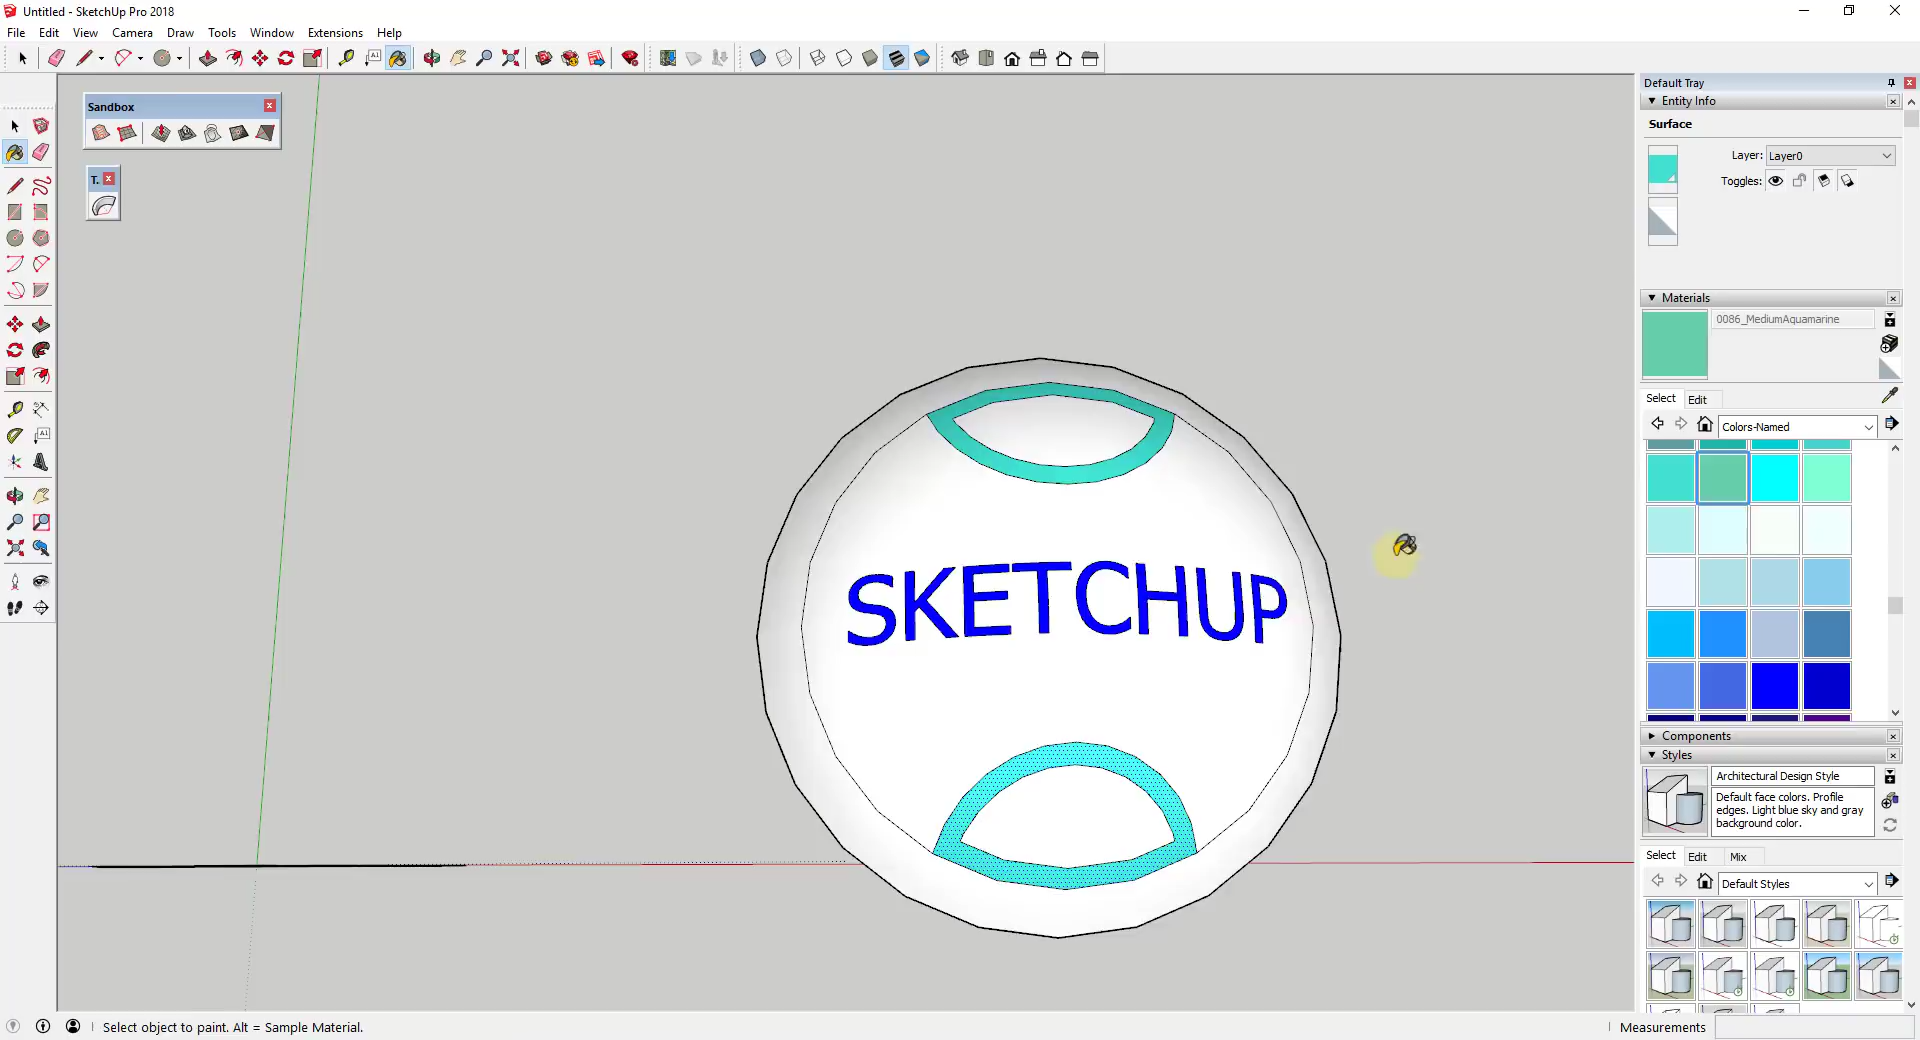 Untitled - SketchUp Pro 2018
File Edit View Camera Draw Tools Window Extensions Help
Sandbox
T.
SKETCHUP
Default Tray
Entity Info
Surface
Layer: Layer0
Toggles:
Materials
0086_MediumAquamarine
Select Edit
Colors-Named
Components
Styles
Architectural Design Style
Default face colors. Profile
edges. Light blue sky and gray
background color.
Select Edit Mix
Default Styles
Select object to paint. Alt = Sample Material.
Measurements